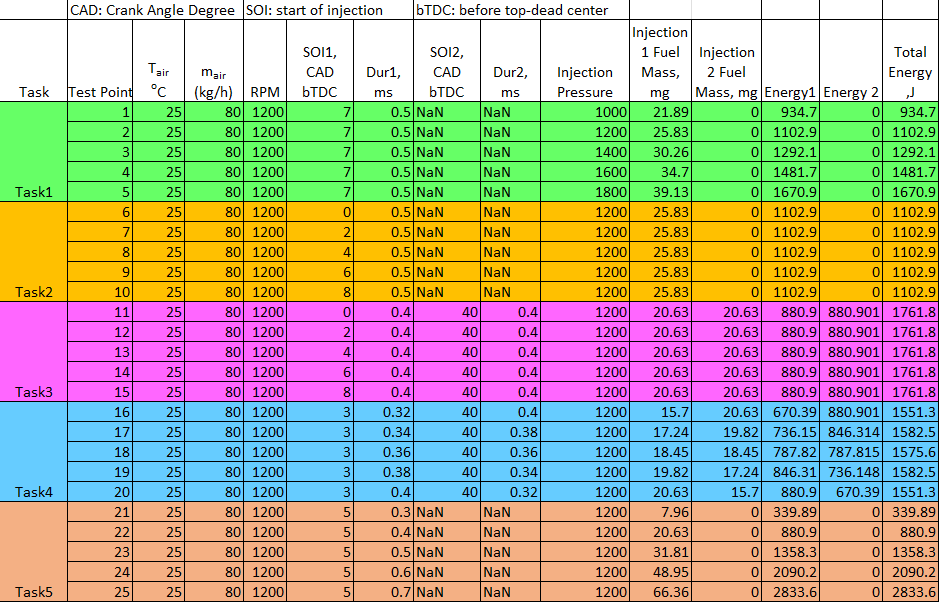 CAD: Crank Angle Degree SOI: start of injection bTDC: before top-dead center
Task Test Point T air °C m air (kg/h) RPM SOI1, CAD bTDC Dur1, ms SOI2, CAD bTDC Dur2, ms Injection Pressure Injection 1 Fuel Mass, mg Injection 2 Fuel Mass, mg Energy1 Energy 2 Total Energy ,J
1 25 80 1200 7 0.5 NaN NaN 1000 21.89 0 934.7 0 934.7
2 25 80 1200 7 0.5 NaN NaN 1200 25.83 0 1102.9 0 1102.9
3 25 80 1200 7 0.5 NaN NaN 1400 30.26 0 1292.1 0 1292.1
4 25 80 1200 7 0.5 NaN NaN 1600 34.7 0 1481.7 0 1481.7
Task1 5 25 80 1200 7 0.5 NaN NaN 1800 39.13 0 1670.9 0 1670.9
6 25 80 1200 0 0.5 NaN NaN 1200 25.83 0 1102.9 0 1102.9
7 25 80 1200 2 0.5 NaN NaN 1200 25.83 0 1102.9 0 1102.9
8 25 80 1200 4 0.5 NaN NaN 1200 25.83 0 1102.9 0 1102.9
9 25 80 1200 6 0.5 NaN NaN 1200 25.83 0 1102.9 0 1102.9
Task2 10 25 80 1200 8 0.5 NaN NaN 1200 25.83 0 1102.9 0 1102.9
11 25 80 1200 0 0.4 40 0.4 1200 20.63 20.63 880.9 880.901 1761.8
12 25 80 1200 2 0.4 40 0.4 1200 20.63 20.63 880.9 880.901 1761.8
13 25 80 1200 4 0.4 40 0.4 1200 20.63 20.63 880.9 880.901 1761.8
14 25 80 1200 6 0.4 40 0.4 1200 20.63 20.63 880.9 880.901 1761.8
Task3 15 25 80 1200 8 0.4 40 0.4 1200 20.63 20.63 880.9 880.901 1761.8
16 25 80 1200 3 0.32 40 0.4 1200 15.7 20.63 670.39 880.901 1551.3
17 25 80 1200 3 0.34 40 0.38 1200 17.24 19.82 736.15 846.314 1582.5
18 25 80 1200 3 0.36 40 0.36 1200 18.45 18.45 787.82 787.815 1575.6
19 25 80 1200 3 0.38 40 0.34 1200 19.82 17.24 846.31 736.148 1582.5
Task4 20 25 80 1200 3 0.4 40 0.32 1200 20.63 15.7 880.9 670.39 1551.3
21 25 80 1200 5 0.3 NaN NaN 1200 7.96 0 339.89 0 339.89
22 25 80 1200 5 0.4 NaN NaN 1200 20.63 0 880.9 0 880.9
23 25 80 1200 5 0.5 NaN NaN 1200 31.81 0 1358.3 0 1358.3
24 25 80 1200 5 0.6 NaN NaN 1200 48.95 0 2090.2 0 2090.2
Task5 25 25 80 1200 5 0.7 NaN NaN 1200 66.36 0 2833.6 0 2833.6